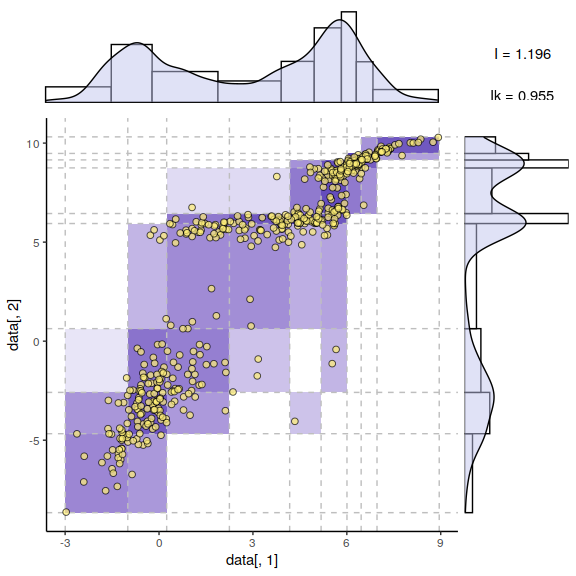 I = 1.196
Ik = 0.955
10
5
0
-5
data[, 2]
-3
0
3
6
9
data[, 1]